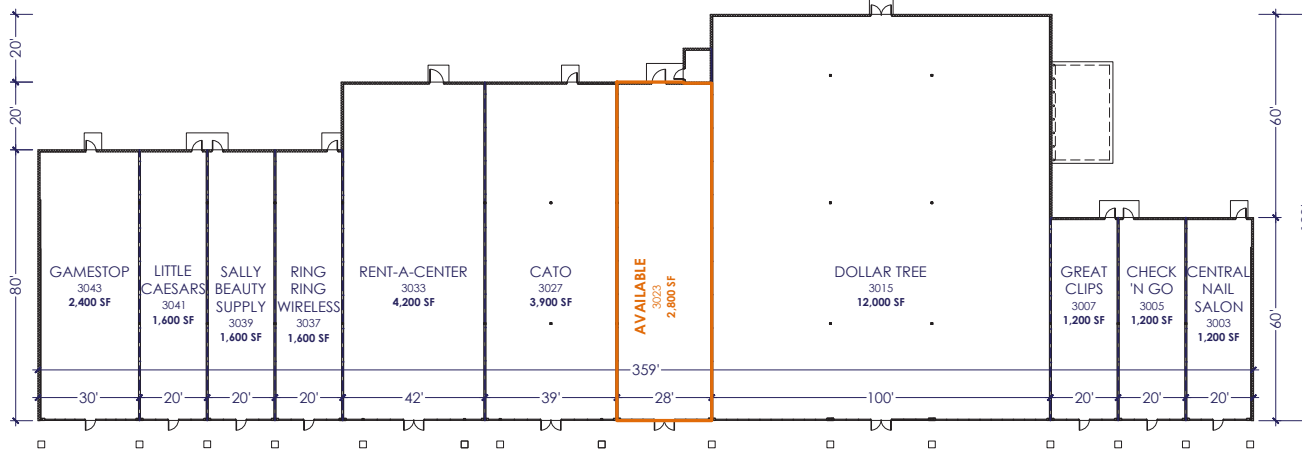 20'
20'
80'
GAMESTOP
3043
2,400 SF
LITTLE
CAESARS
3041
1,600 SF
SALLY
BEAUTY
SUPPLY
3039
1,600 SF
RING
RING
WIRELESS
3037
1,600 SF
RENT-A-CENTER
3033
4,200 SF
CATO
3027
3,900 SF
AVAILABLE
3023
2,800 SF
DOLLAR TREE
3015
12,000 SF
GREAT
CLIPS
3007
1,200 SF
CHECK
'N GO
3005
1,200 SF
CENTRAL
NAIL
SALON
3003
1,200 SF
60'
60'
359'
30'
20'
20'
20'
42'
39'
28'
100'
20'
20'
20'